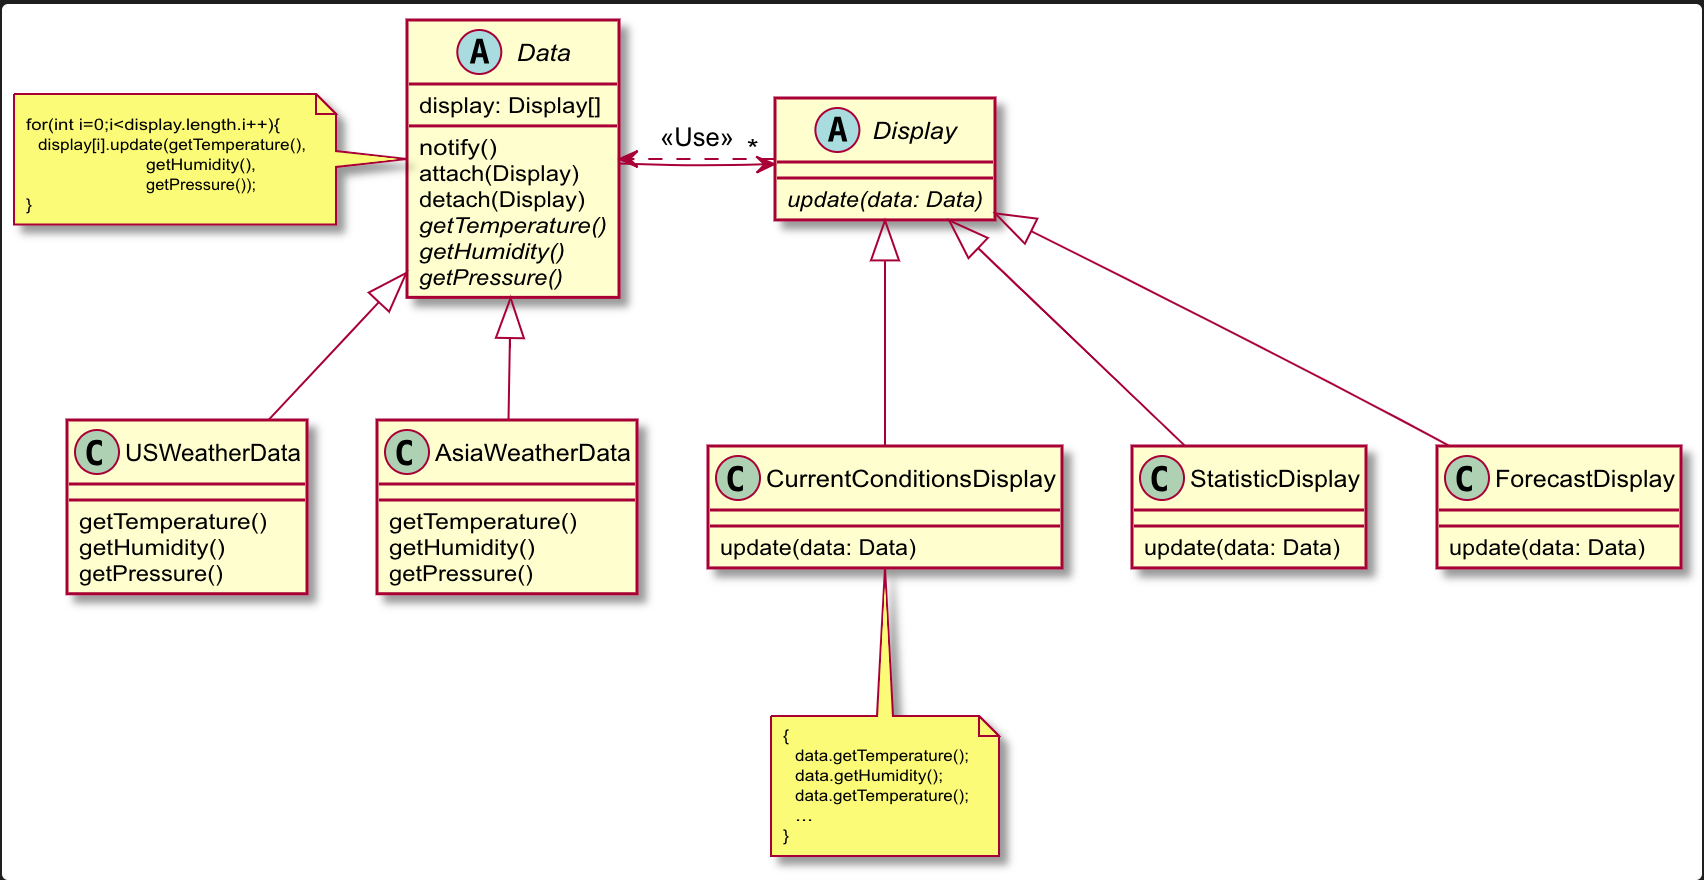 A Data
display: Display[]
notify()
attach(Display)
detach(Display)
getTemperature()
getHumidity()
getPressure()
for(int i=0;i<display.length.i++){
display[i].update(getTemperature(),
getHumidity(),
getPressure());
}
«Use» *
A Display
update(data: Data)
C USWeatherData
getTemperature()
getHumidity()
getPressure()
C AsiaWeatherData
getTemperature()
getHumidity()
getPressure()
C CurrentConditionsDisplay
update(data: Data)
C StatisticDisplay
update(data: Data)
C ForecastDisplay
update(data: Data)
{
data.getTemperature();
data.getHumidity();
data.getTemperature();
...
}